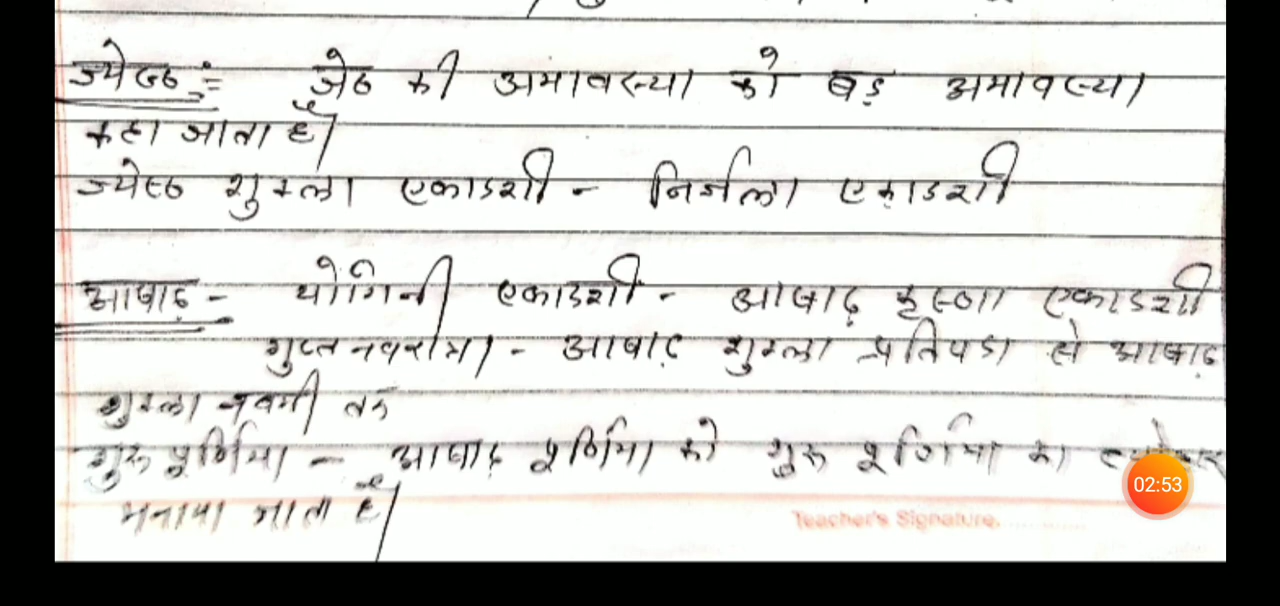 ज्येष्ठ :- जेठ की अमावस्या को बड़ अमावस्या
कहा जाता है।
ज्येष्ठ शुक्ला एकादशी - निर्जला एकादशी
आषाढ़ - योगिनी एकादशी - आषाढ़ कृष्णा एकादशी
गुप्त नवरात्रा - आषाढ़ शुक्ला प्रतिपदा से आषाढ़
शुक्ला नवमी तक
गुरु पूर्णिमा - आषाढ़ पूर्णिमा को गुरु पूर्णिमा का
मनाया जाता है।
Teacher's Signature
02:53